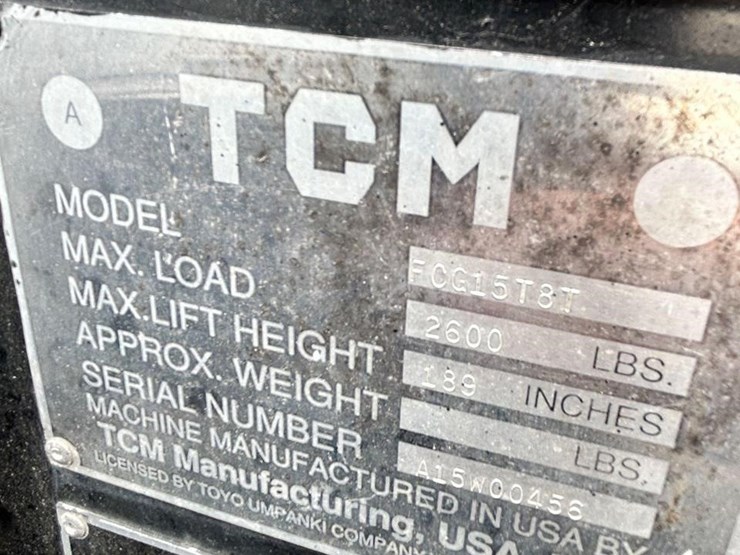 A TCM
MODEL FCG15T8T
MAX. LOAD 2600 LBS.
MAX.LIFT HEIGHT 189 INCHES
APPROX. WEIGHT LBS.
SERIAL NUMBER A15W00456
MACHINE MANUFACTURED IN USA BY
TCM Manufacturing, USA
LICENSED BY TOYO UMPANKI COMPANY